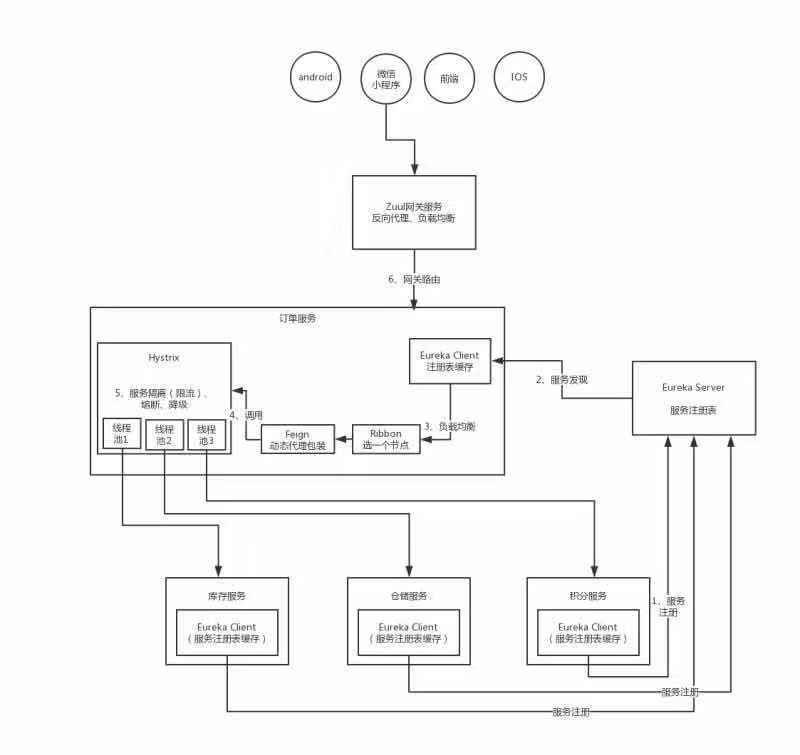 android
微信
小程序
前端
IOS
Zuul网关服务
反向代理、负载均衡
6、网关路由
订单服务
Hystrix
5、服务隔离（限流）、
熔断、降级
线程
池1
线程
池2
线程
池3
4、调用
Feign
动态代理包装
Ribbon
选一个节点
3、负载均衡
Eureka Client
注册表缓存
2、服务发现
Eureka Server
服务注册表
库存服务
Eureka Client
（服务注册表缓存）
仓储服务
Eureka Client
（服务注册表缓存）
积分服务
Eureka Client
（服务注册表缓存）
1、服务
注册
服务注册
服务注册